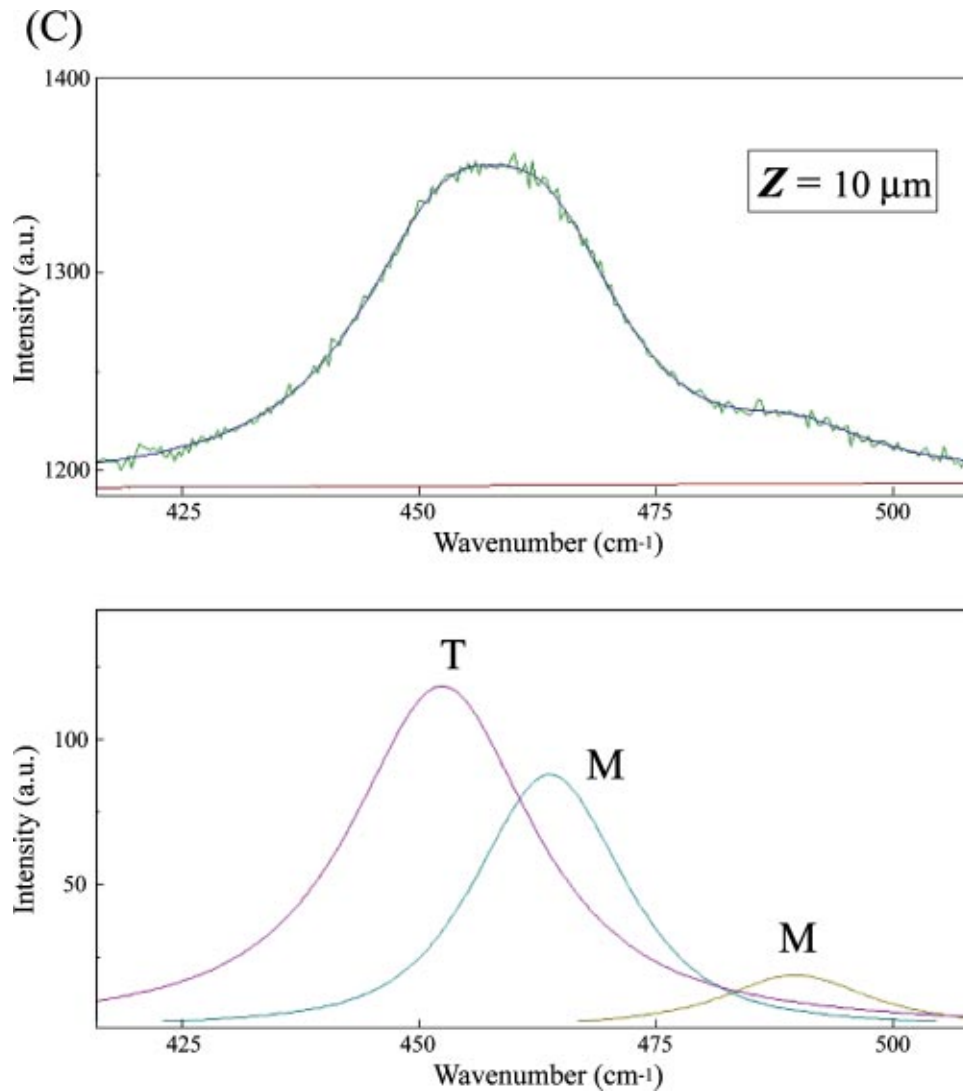 (C)
1400
1300
1200
Intensity (a.u.)
Z = 10 μm
425 450 475 500
Wavenumber (cm-1)
T
M
M
100
50
Intensity (a.u.)
425 450 475 500
Wavenumber (cm-1)